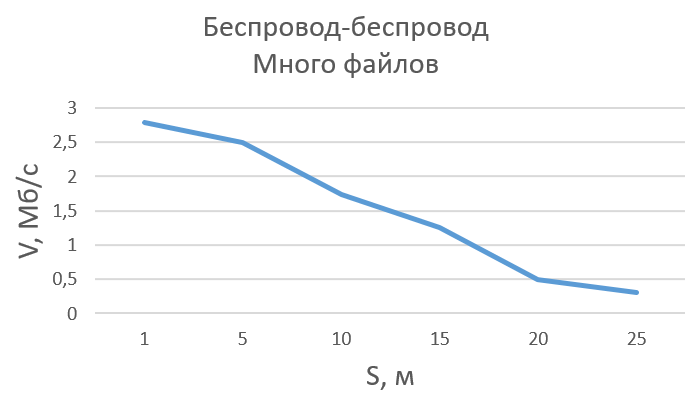 Беспровод-беспровод
Много файлов
3
2,5
2
1,5
1
0,5
0
V, Мб/с
1 5 10 15 20 25
S, м